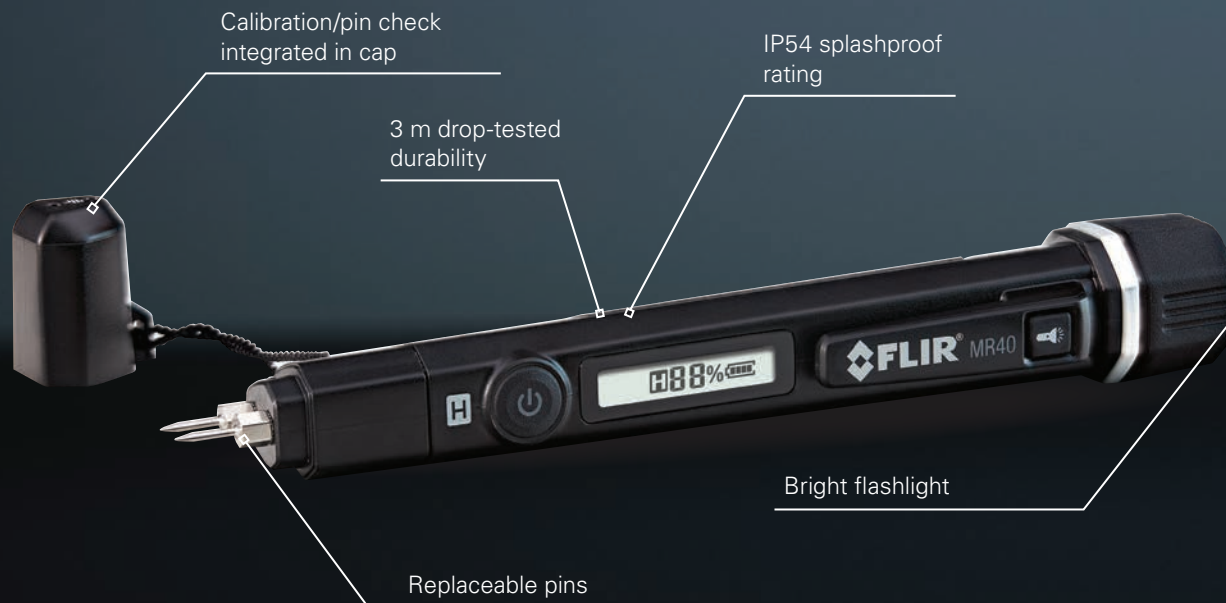 Calibration/pin check
integrated in cap
IP54 splashproof
rating
3 m drop-tested
durability
H
H88%
FLIR® MR40
Bright flashlight
Replaceable pins